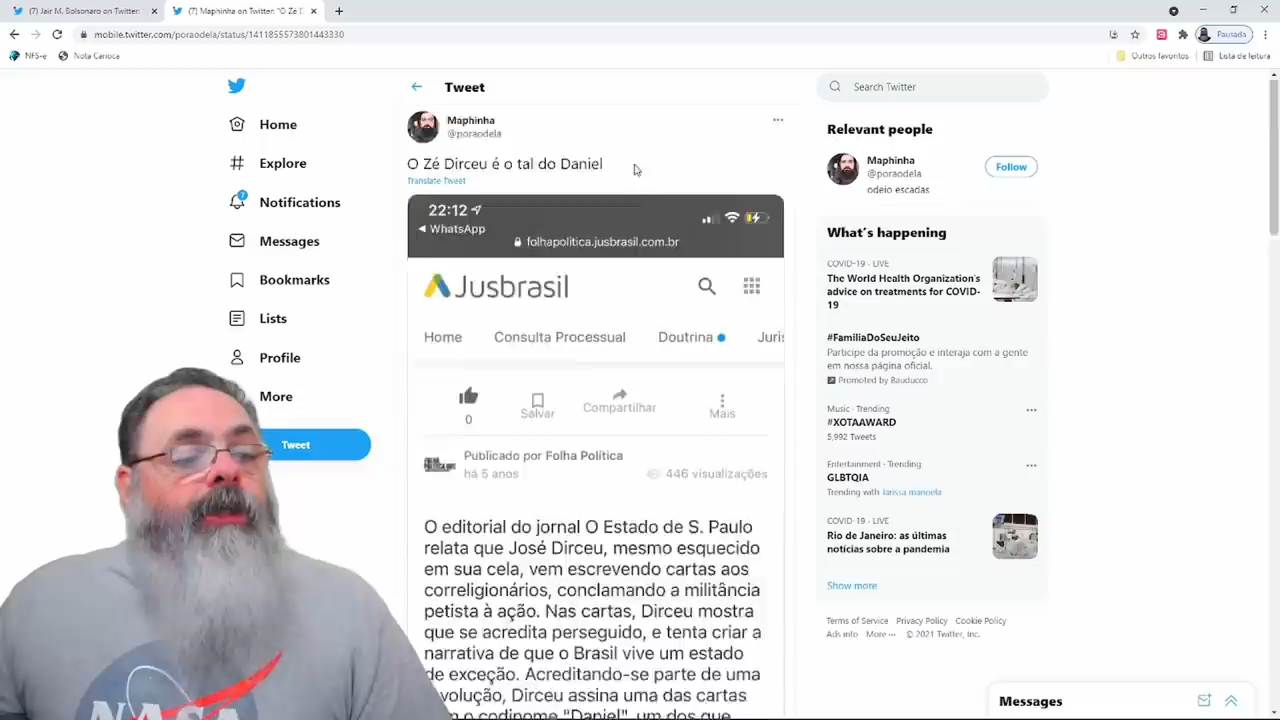 (7) Jair M. Bolsonaro on Twitter:
(7) Maphinha on Twitter: "O Zé D
mobile.twitter.com/poraodela/status/1411855573801443330
Pausada
NFS-e
Nota Carioca
Outros favoritos
Lista de leitura
Home
Explore
7
Notifications
Messages
Bookmarks
Lists
Profile
More
Tweet
Tweet
Maphinha
@poraodela
O Zé Dirceu é o tal do Daniel
Translate Tweet
22:12
WhatsApp
folhapolitica.jusbrasil.com.br
Jusbrasil
Home Consulta Processual Doutrina Juri
0
Salvar
Compartilhar
Mais
Publicado por Folha Política
há 5 anos
446 visualizações
O editorial do jornal O Estado de S. Paulo
relata que José Dirceu, mesmo esquecido
em sua cela, vem escrevendo cartas aos
correligionários, conclamando a militância
petista à ação. Nas cartas, Dirceu mostra
que se acredita perseguido, e tenta criar a
narrativa de que o Brasil vive um estado
de exceção. Acreditando-se parte de uma
volução, Dirceu assina uma das cartas
o codinome "Daniel", um dos que
Search Twitter
Relevant people
Maphinha
@poraodela
odeio escadas
Follow
What's happening
COVID-19 · LIVE
The World Health Organization's
advice on treatments for COVID-
19
#FamiliaDoSeuJeito
Participe da promoção e interaja com a gente
em nossa página oficial.
Promoted by Bauducco
Music · Trending
#XOTAAWARD
5,992 Tweets
Entertainment · Trending
GLBTQIA
Trending with larissa manoela
COVID-19 · LIVE
Rio de Janeiro: as últimas
notícias sobre a pandemia
Show more
Terms of Service Privacy Policy Cookie Policy
Ads info More ··· © 2021 Twitter, Inc.
Messages
NASA